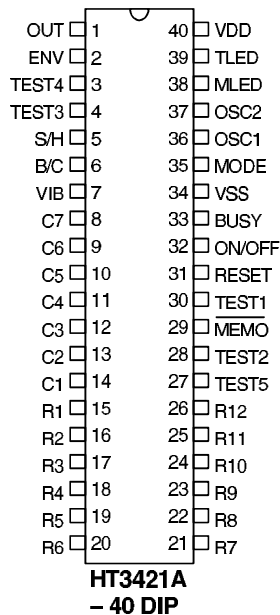 OUT 1 40 VDD
ENV 2 39 TLED
TEST4 3 38 MLED
TEST3 4 37 OSC2
S/H 5 36 OSC1
B/C 6 35 MODE
VIB 7 34 VSS
C7 8 33 BUSY
C6 9 32 ON/OFF
C5 10 31 RESET
C4 11 30 TEST1
C3 12 29 MEMO
C2 13 28 TEST2
C1 14 27 TEST5
R1 15 26 R12
R2 16 25 R11
R3 17 24 R10
R4 18 23 R9
R5 19 22 R8
R6 20 21 R7
HT3421A
– 40 DIP